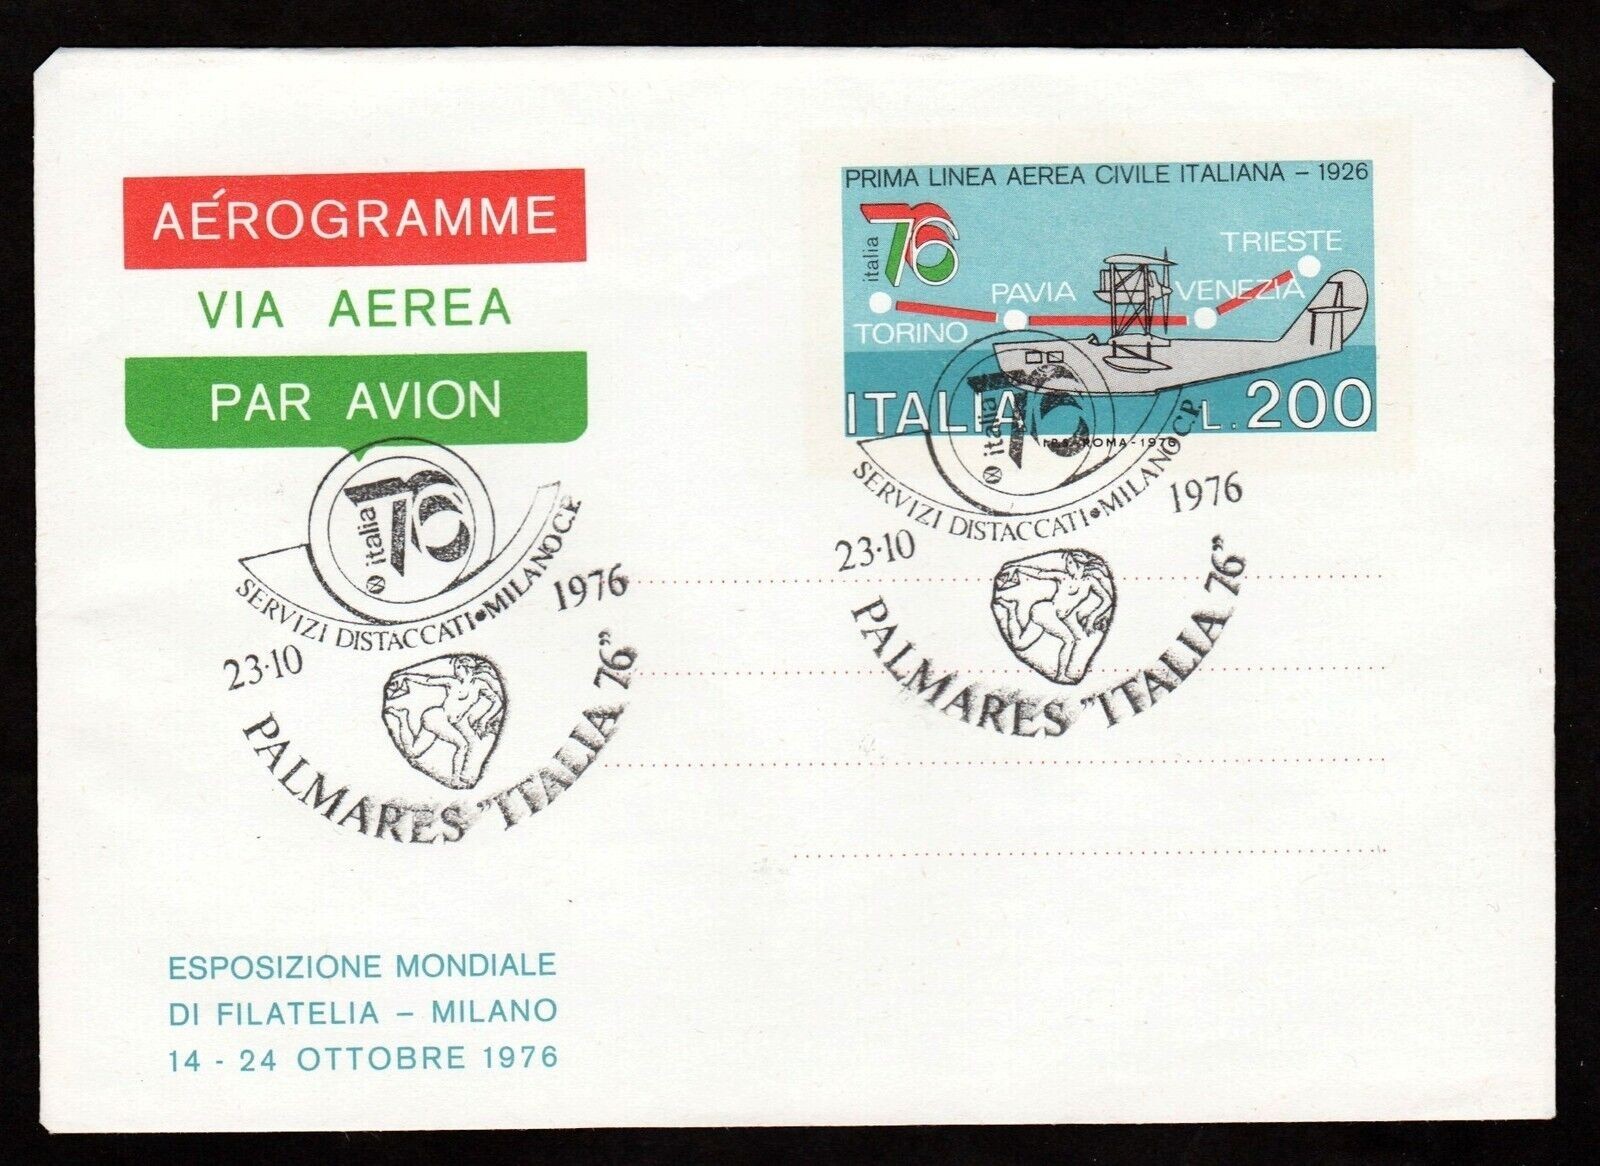 AÉROGRAMME
VIA AEREA
PAR AVION
PRIMA LINEA AEREA CIVILE ITALIANA – 1926
italia 76
TRIESTE
PAVIA
VENEZIA
TORINO
ITALIA
L. 200
I.P.S. ROMA - 1976
italia 76
SERVIZI DISTACCATI•MILANO C.P.
23·10
1976
PALMARES "ITALIA 76"
italia 76
SERVIZI DISTACCATI•MILANO C.P.
23·10
1976
PALMARES "ITALIA 76"
ESPOSIZIONE MONDIALE
DI FILATELIA – MILANO
14 - 24 OTTOBRE 1976